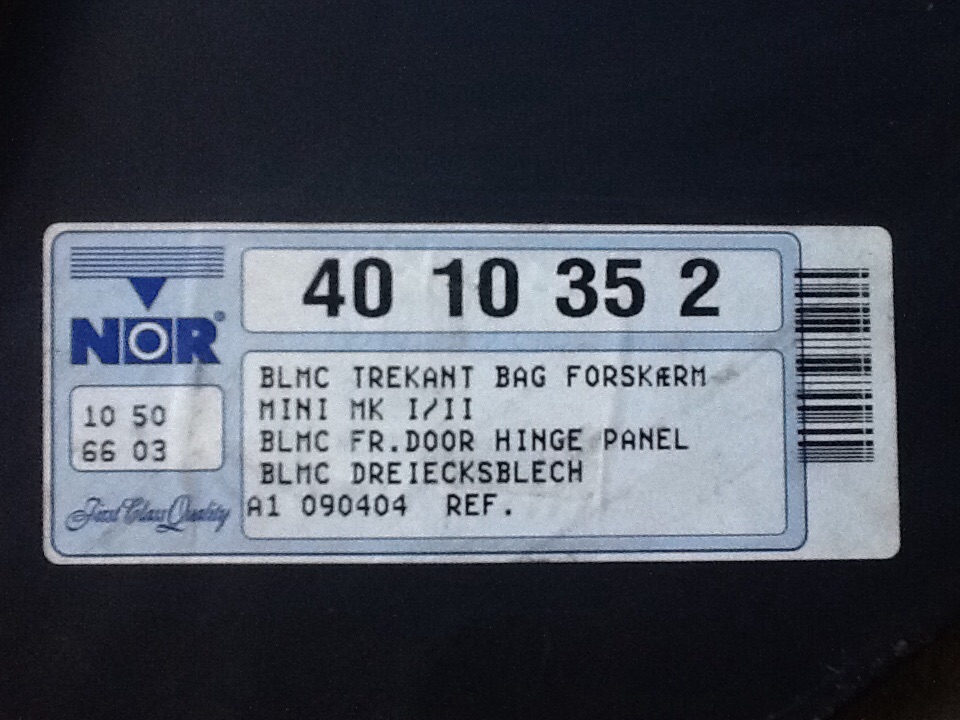 40 10 35 2
NOR®
10 50
66 03
First Class Quality
BLMC TREKANT BAG FORSKÆRM
MINI MK I/II
BLMC FR.DOOR HINGE PANEL
BLMC DREIECKSBLECH
A1 090404 REF.